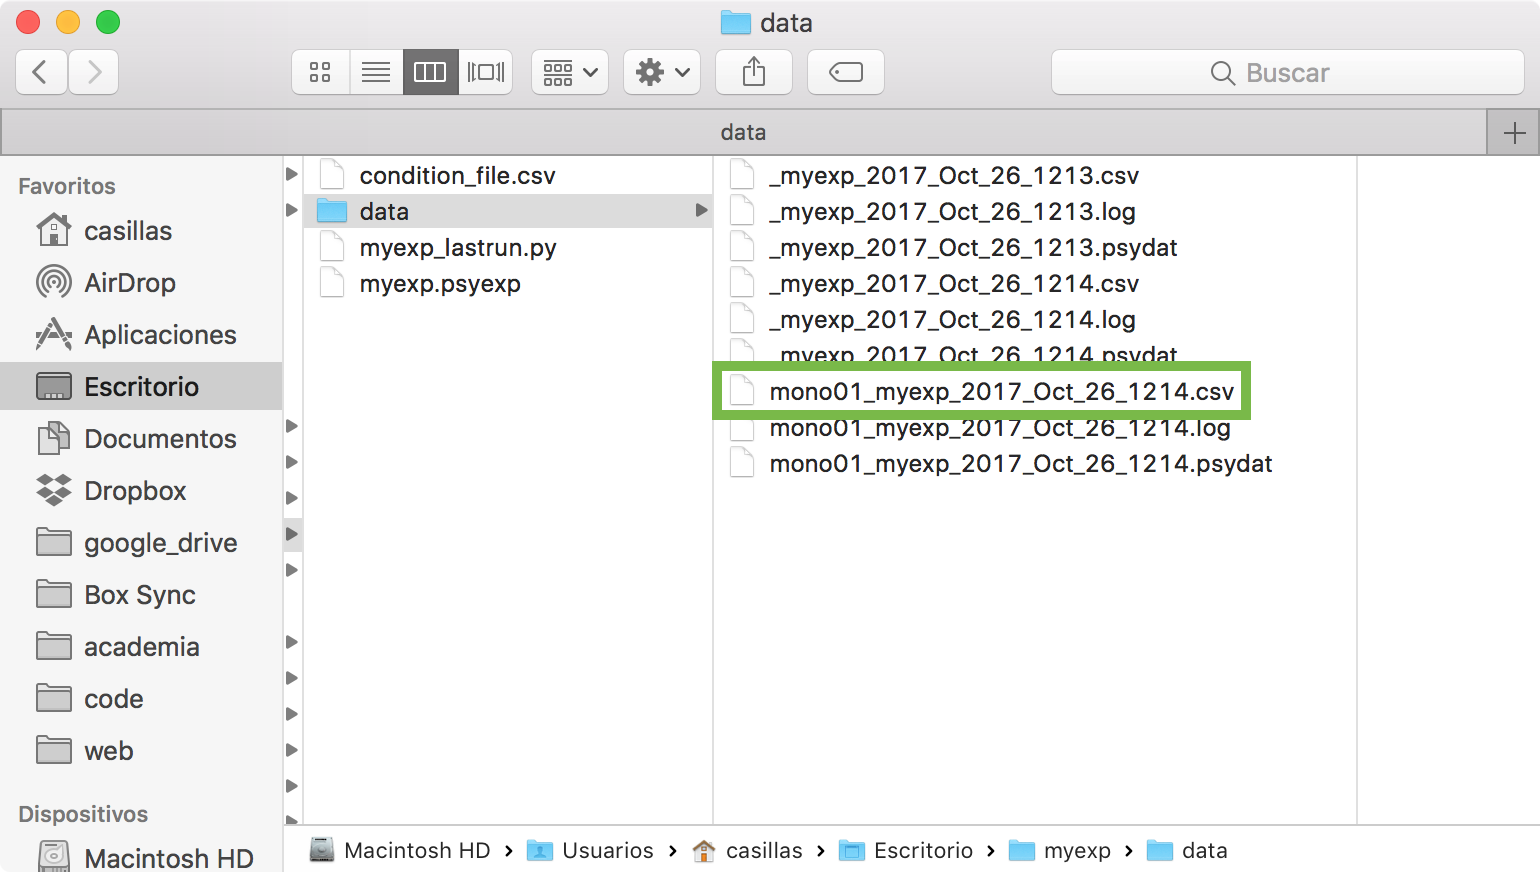 data
Buscar
data
Favoritos
casillas
AirDrop
Aplicaciones
Escritorio
Documentos
Dropbox
google_drive
Box Sync
academia
code
web
Dispositivos
Macintosh HD
condition_file.csv
data
myexp_lastrun.py
myexp.psyexp
_myexp_2017_Oct_26_1213.csv
_myexp_2017_Oct_26_1213.log
_myexp_2017_Oct_26_1213.psydat
_myexp_2017_Oct_26_1214.csv
_myexp_2017_Oct_26_1214.log
_myexp_2017_Oct_26_1214.psydat
mono01_myexp_2017_Oct_26_1214.csv
mono01_myexp_2017_Oct_26_1214.log
mono01_myexp_2017_Oct_26_1214.psydat
Macintosh HD › Usuarios › casillas › Escritorio › myexp › data